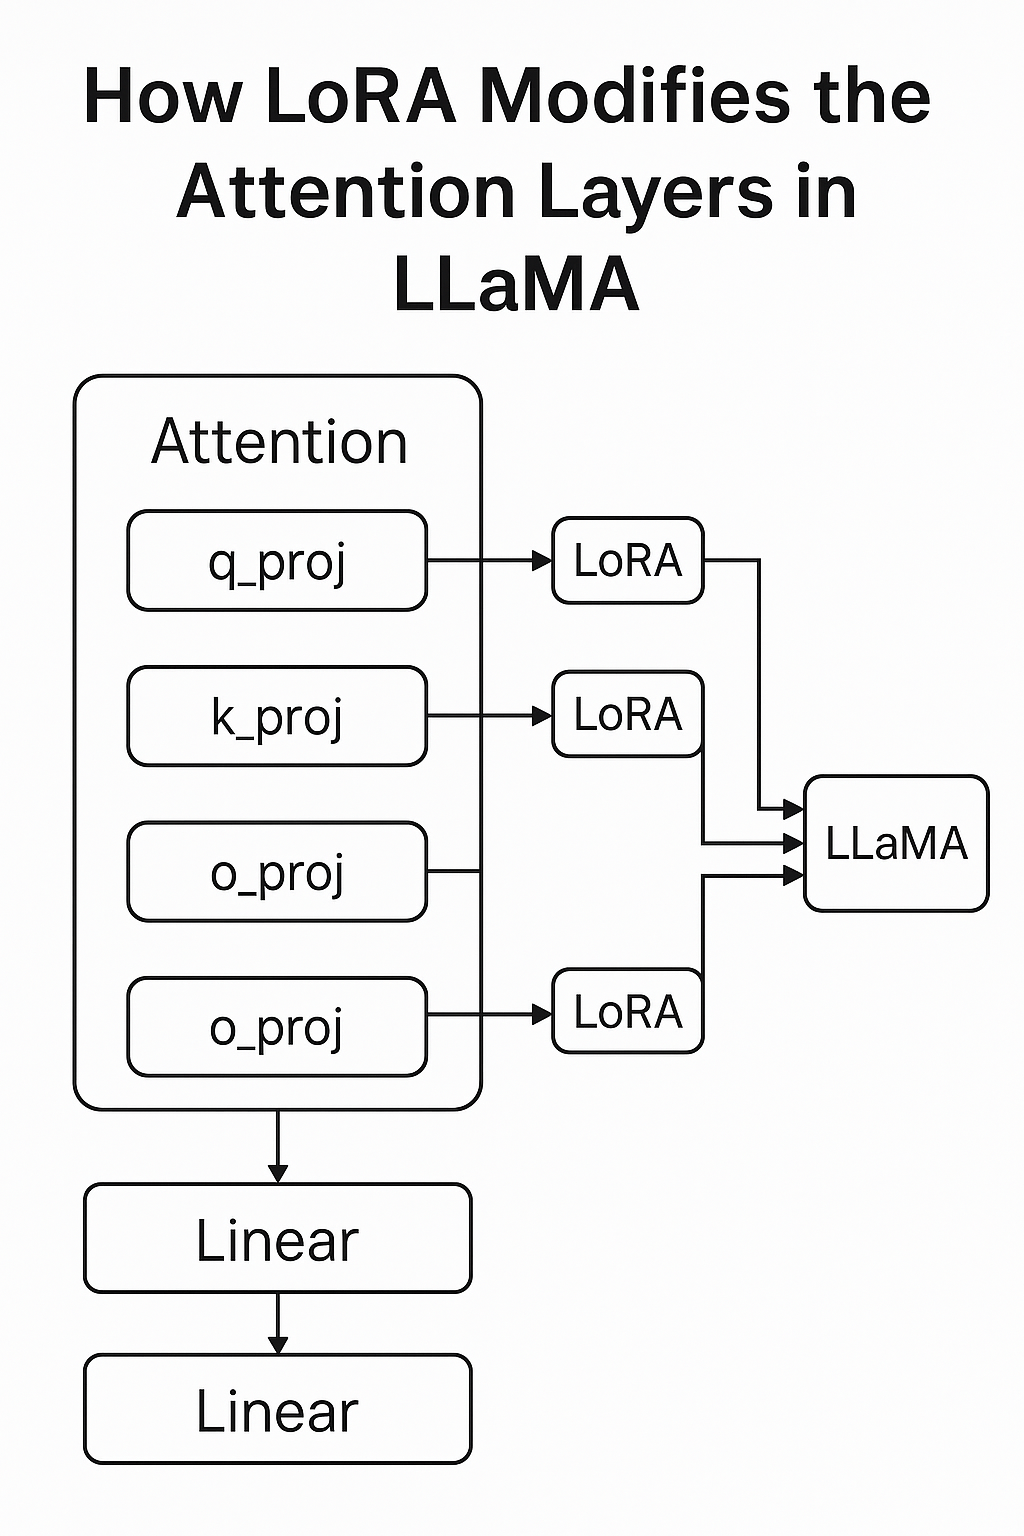 How LoRA Modifies the
Attention Layers in
LLaMA
Attention
q_proj
LoRA
k_proj
LoRA
o_proj
LLaMA
o_proj
LoRA
Linear
Linear